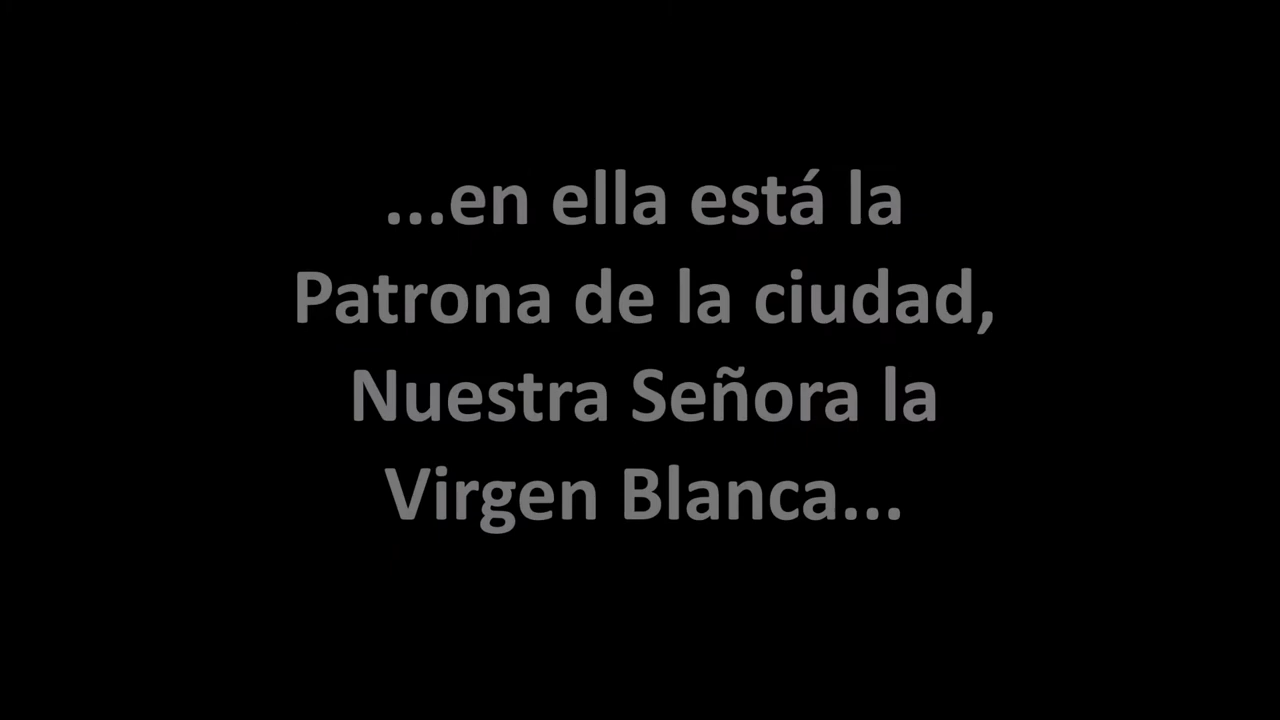 ...en ella está la
Patrona de la ciudad,
Nuestra Señora la
Virgen Blanca...